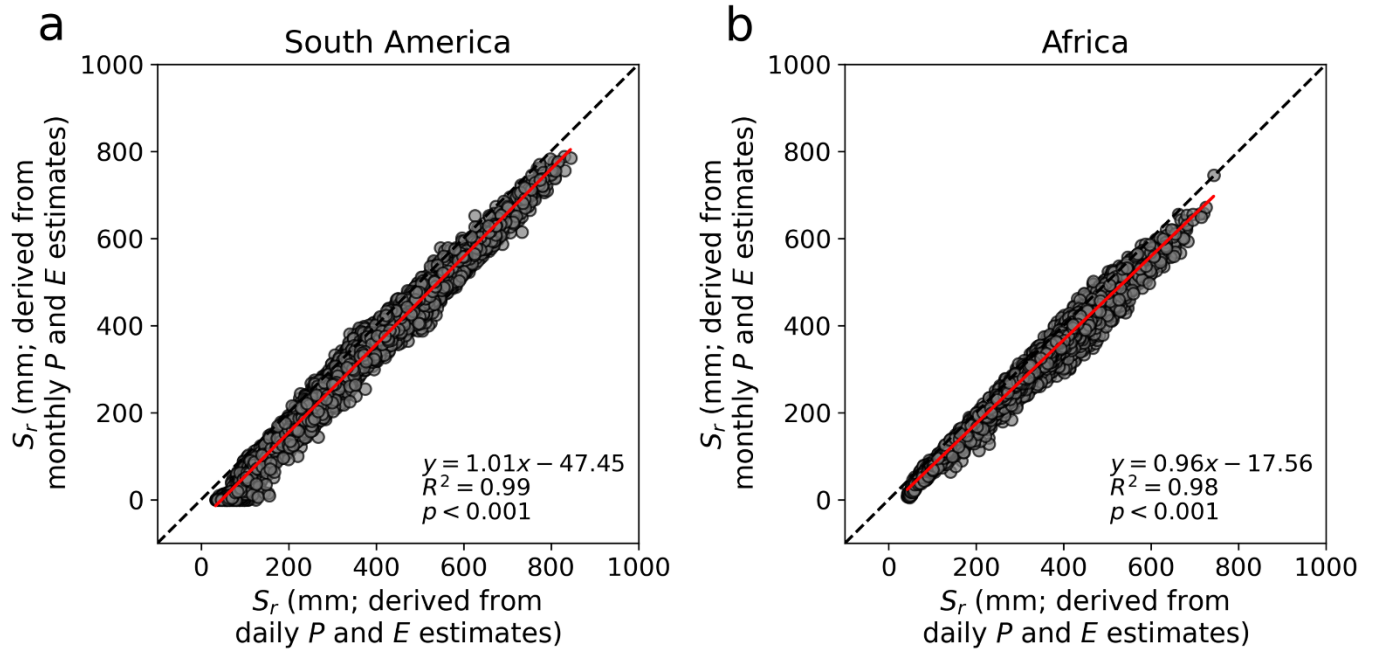 a
South America
1000
800
600
400
200
0
0 200 400 600 800 1000
S_r (mm; derived from
monthly P and E estimates)
y = 1.01x − 47.45
R² = 0.99
p < 0.001
S_r (mm; derived from
daily P and E estimates)
b
Africa
1000
800
600
400
200
0
0 200 400 600 800 1000
S_r (mm; derived from
monthly P and E estimates)
y = 0.96x − 17.56
R² = 0.98
p < 0.001
S_r (mm; derived from
daily P and E estimates)